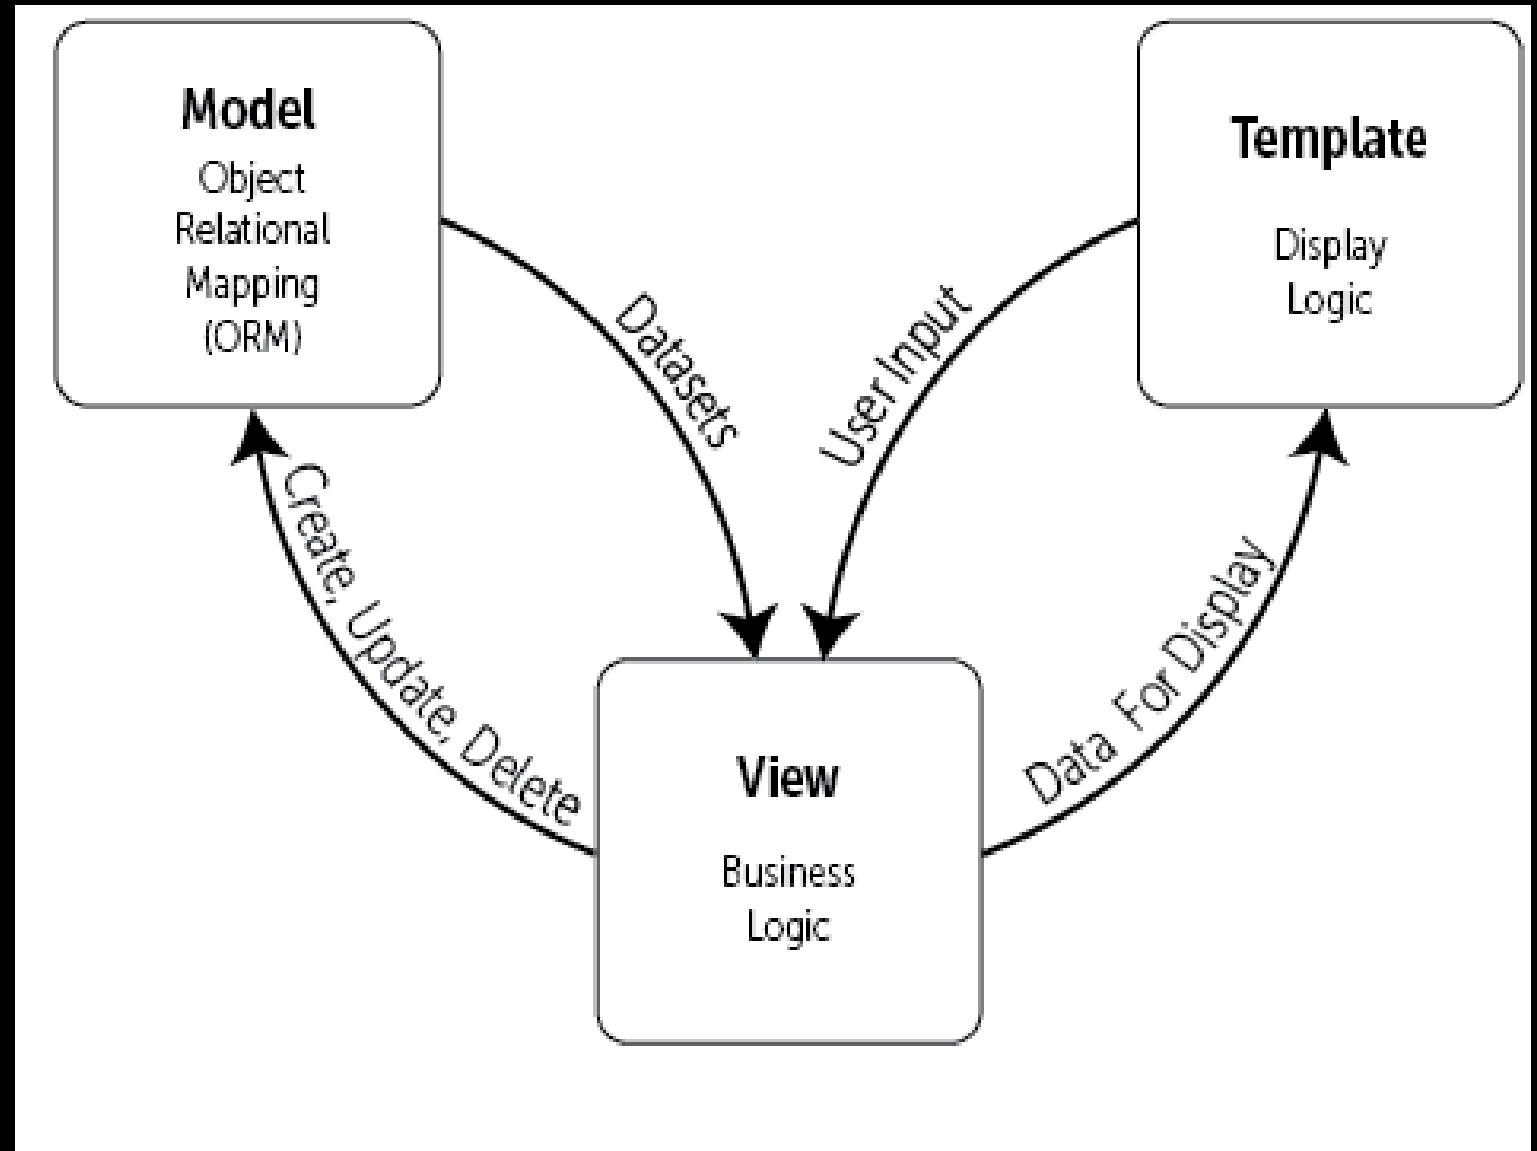 Model
Object
Relational
Mapping
(ORM)
Template
Display
Logic
Datasets
User Input
Create, Update, Delete
Data For Display
View
Business
Logic